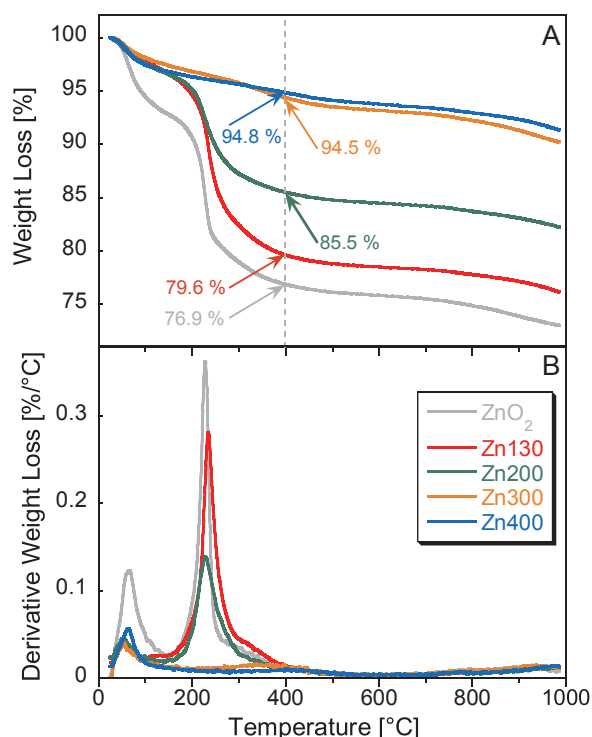 A
Weight Loss [%]
100
95
90
85
80
75
94.8 %
94.5 %
85.5 %
79.6 %
76.9 %
B
Derivative Weight Loss [%/°C]
0.3
0.2
0.1
0
ZnO2
Zn130
Zn200
Zn300
Zn400
0 200 400 600 800 1000
Temperature [°C]